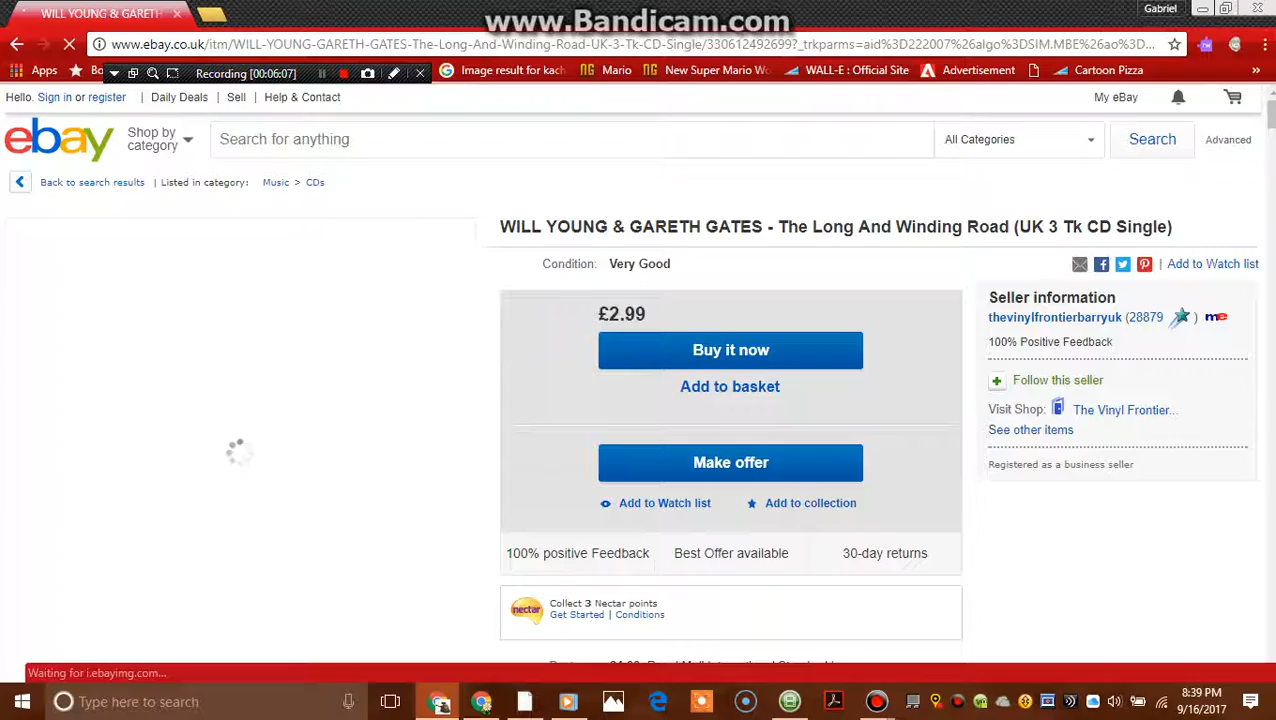 www.Bandicam.com
WILL YOUNG & GARETH
Gabriel
www.ebay.co.uk/itm/WILL-YOUNG-GARETH-GATES-The-Long-And-Winding-Road-UK-3-Tk-CD-Single/330612492699?_trkparms=aid%3D222007%26algo%3DSIM.MBE%26ao%3D...
Apps
Recording [00:06:07]
Image result for kach
Mario
New Super Mario Wo
WALL-E : Official Site
Advertisement
Cartoon Pizza
Hello. Sign in or register | Daily Deals | Sell | Help & Contact
My eBay
ebay
Shop by category
Search for anything
All Categories
Search
Advanced
Back to search results | Listed in category: Music > CDs
WILL YOUNG & GARETH GATES - The Long And Winding Road (UK 3 Tk CD Single)
Condition: Very Good
| Add to Watch list
£2.99
Buy it now
Add to basket
Make offer
Add to Watch list
Add to collection
100% positive Feedback
Best Offer available
30-day returns
nectar
Collect 3 Nectar points
Get Started | Conditions
Seller information
thevinylfrontierbarryuk (28879 ) me
100% Positive Feedback
Follow this seller
Visit Shop: The Vinyl Frontier...
See other items
Registered as a business seller
Waiting for i.ebayimg.com...
Type here to search
8:39 PM
9/16/2017